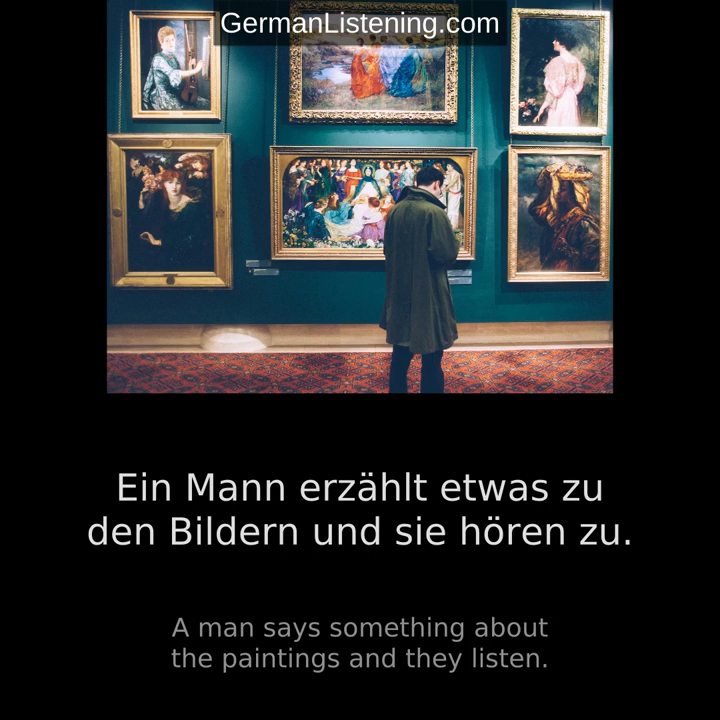 GermanListening.com
Ein Mann erzählt etwas zu
den Bildern und sie hören zu.
A man says something about
the paintings and they listen.